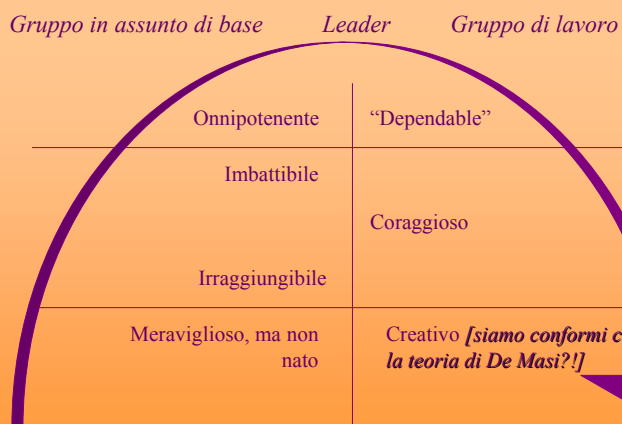 Gruppo in assunto di base Leader Gruppo di lavoro
Onnipotenente “Dependable”
Imbattibile
Coraggioso
Irraggiungibile
Meraviglioso, ma non Creativo [siamo conformi c
nato la teoria di De Masi?!]